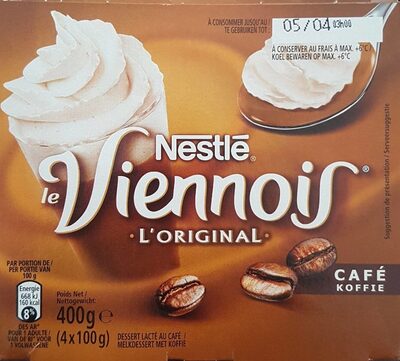 À CONSOMMER JUSQU'AU
TE GEBRUIKEN TOT :
05/04 03h00
À CONSERVER AU FRAIS À MAX. +6°C /
KOEL BEWAREN OP MAX. +6°C
Nestlé®
le Viennois®
• L'ORIGINAL •
Suggestion de présentation / Serveersuggestie
PAR PORTION DE /
PER PORTIE VAN
100 g
Energie
668 kJ
160 kcal
8%
DES AR*
POUR 1 ADULTE /
VAN DE RI* VOOR
1 VOLWASSENE
Poids Net /
Nettogewicht:
400g e
(4x100g)
CAFÉ
KOFFIE
DESSERT LACTÉ AU CAFÉ /
MELKDESSERT MET KOFFIE